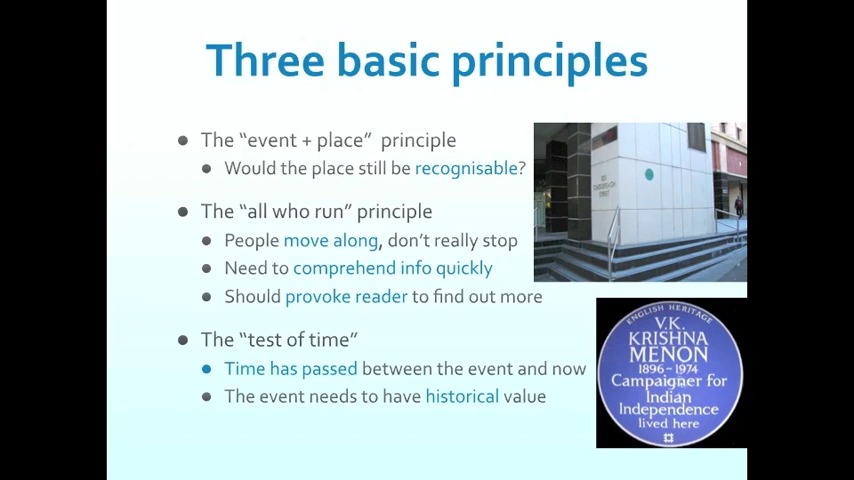 Three basic principles
The “event + place” principle
Would the place still be recognisable?
The “all who run” principle
People move along, don’t really stop
Need to comprehend info quickly
Should provoke reader to find out more
The “test of time”
Time has passed between the event and now
The event needs to have historical value
ENGLISH HERITAGE
V.K.
KRISHNA
MENON
1896-1974
Campaigner for
Indian
Independence
lived here